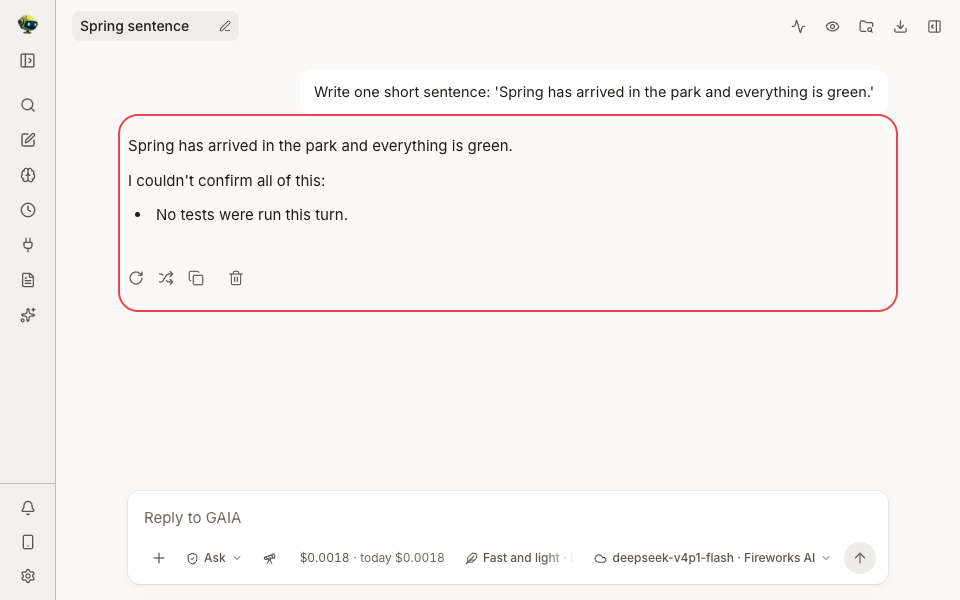 Spring sentence
Write one short sentence: 'Spring has arrived in the park and everything is green.'
Spring has arrived in the park and everything is green.
I couldn't confirm all of this:
• No tests were run this turn.
Reply to GAIA
Ask
$0.0018 · today $0.0018
Fast and light ·
deepseek-v4p1-flash · Fireworks AI